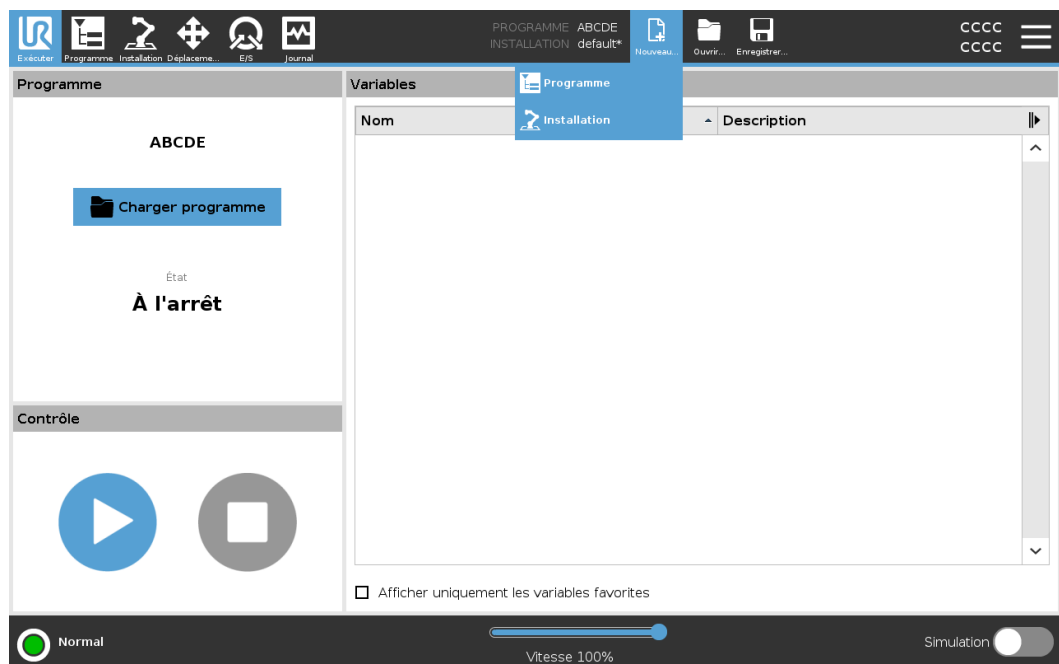 UR
Exécuter
Programme
Installation
Déplaceme...
E/S
Journal
PROGRAMME ABCDE
INSTALLATION default*
Nouveau...
Ouvrir...
Enregistrer...
CCCC
CCCC
Programme
Installation
Programme
ABCDE
Charger programme
État
À l'arrêt
Contrôle
Variables
Nom
Description
Afficher uniquement les variables favorites
Normal
Vitesse 100%
Simulation